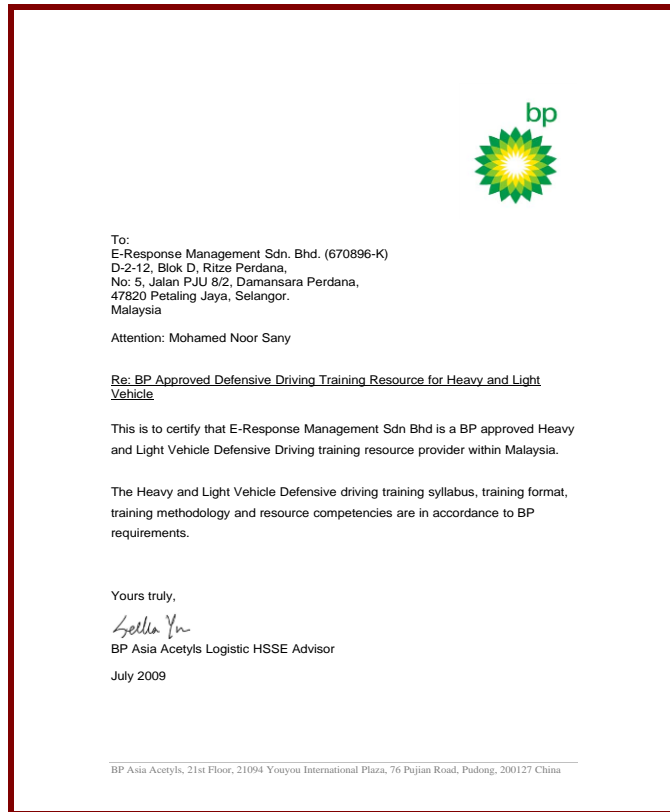 bp
To:
E-Response Management Sdn. Bhd. (670896-K)
D-2-12, Blok D, Ritze Perdana,
No: 5, Jalan PJU 8/2, Damansara Perdana,
47820 Petaling Jaya, Selangor.
Malaysia
Attention: Mohamed Noor Sany
Re: BP Approved Defensive Driving Training Resource for Heavy and Light
Vehicle
This is to certify that E-Response Management Sdn Bhd is a BP approved Heavy
and Light Vehicle Defensive Driving training resource provider within Malaysia.
The Heavy and Light Vehicle Defensive driving training syllabus, training format,
training methodology and resource competencies are in accordance to BP
requirements.
Yours truly,
BP Asia Acetyls Logistic HSSE Advisor
July 2009
BP Asia Acetyls, 21st Floor, 21094 Youyou International Plaza, 76 Pujian Road, Pudong, 200127 China